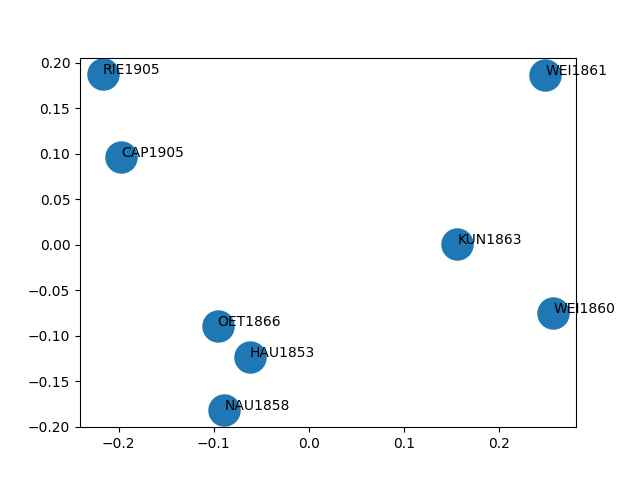 0.20
0.15
0.10
0.05
0.00
−0.05
−0.10
−0.15
−0.20
−0.2
−0.1
0.0
0.1
0.2
RIE1905
WEI1861
CAP1905
KUN1863
WEI1860
OET1866
HAU1853
NAU1858